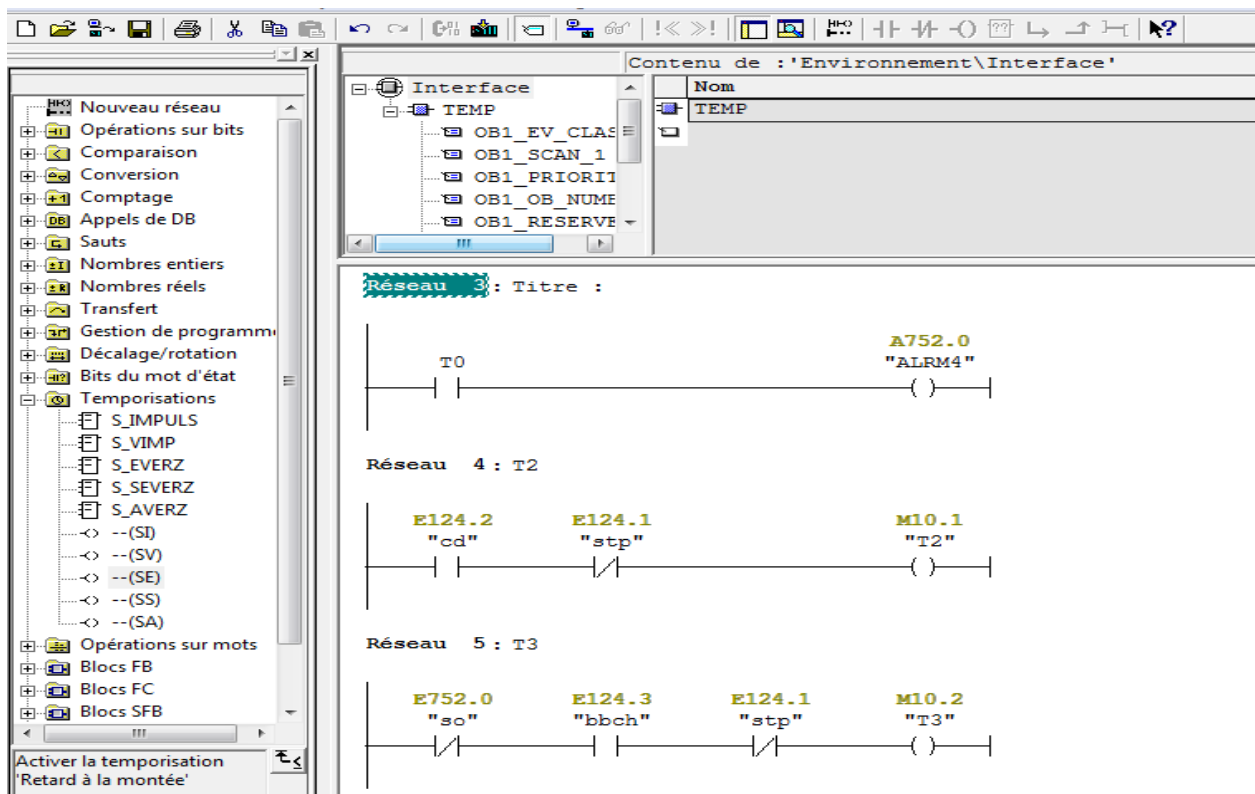 Contenu de :'Environnement\Interface'
Nouveau réseau
Opérations sur bits
Comparaison
Conversion
Comptage
Appels de DB
Sauts
Nombres entiers
Nombres réels
Transfert
Gestion de programm
Décalage/rotation
Bits du mot d'état
Temporisations
S_IMPULS
S_VIMP
S_EVERZ
S_SEVERZ
S_AVERZ
--(SI)
--(SV)
--(SE)
--(SS)
--(SA)
Opérations sur mots
Blocs FB
Blocs FC
Blocs SFB
Activer la temporisation
'Retard à la montée'
Interface
TEMP
OB1_EV_CLAS
OB1_SCAN_1
OB1_PRIORIT
OB1_OB_NUME
OB1_RESERVE
Nom
TEMP
Réseau 3: Titre :
A752.0
T0 "ALRM4"
Réseau 4: T2
E124.2 E124.1 M10.1
"cd" "stp" "T2"
Réseau 5: T3
E752.0 E124.3 E124.1 M10.2
"so" "bbch" "stp" "T3"